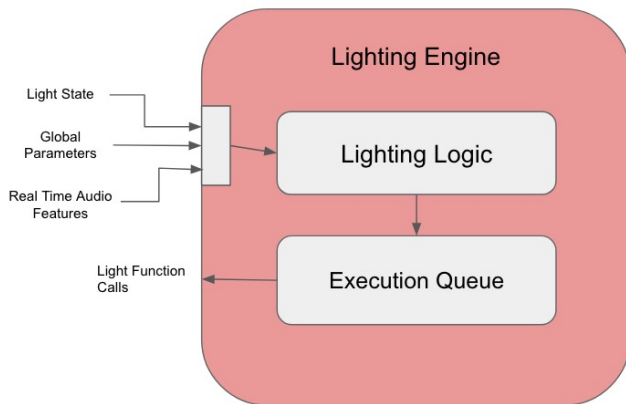 Lighting Engine
Light State
Global
Parameters
Real Time Audio
Features
Lighting Logic
Light Function
Calls
Execution Queue